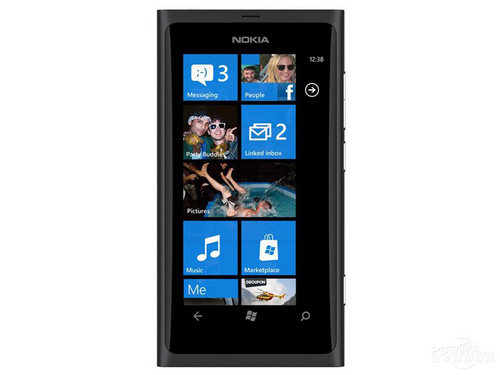 NOKIA
12:38
3
Messaging
People
f
Party Buddies
2
Linked inbox
Pictures
Music
Marketplace
Me
GROUPON